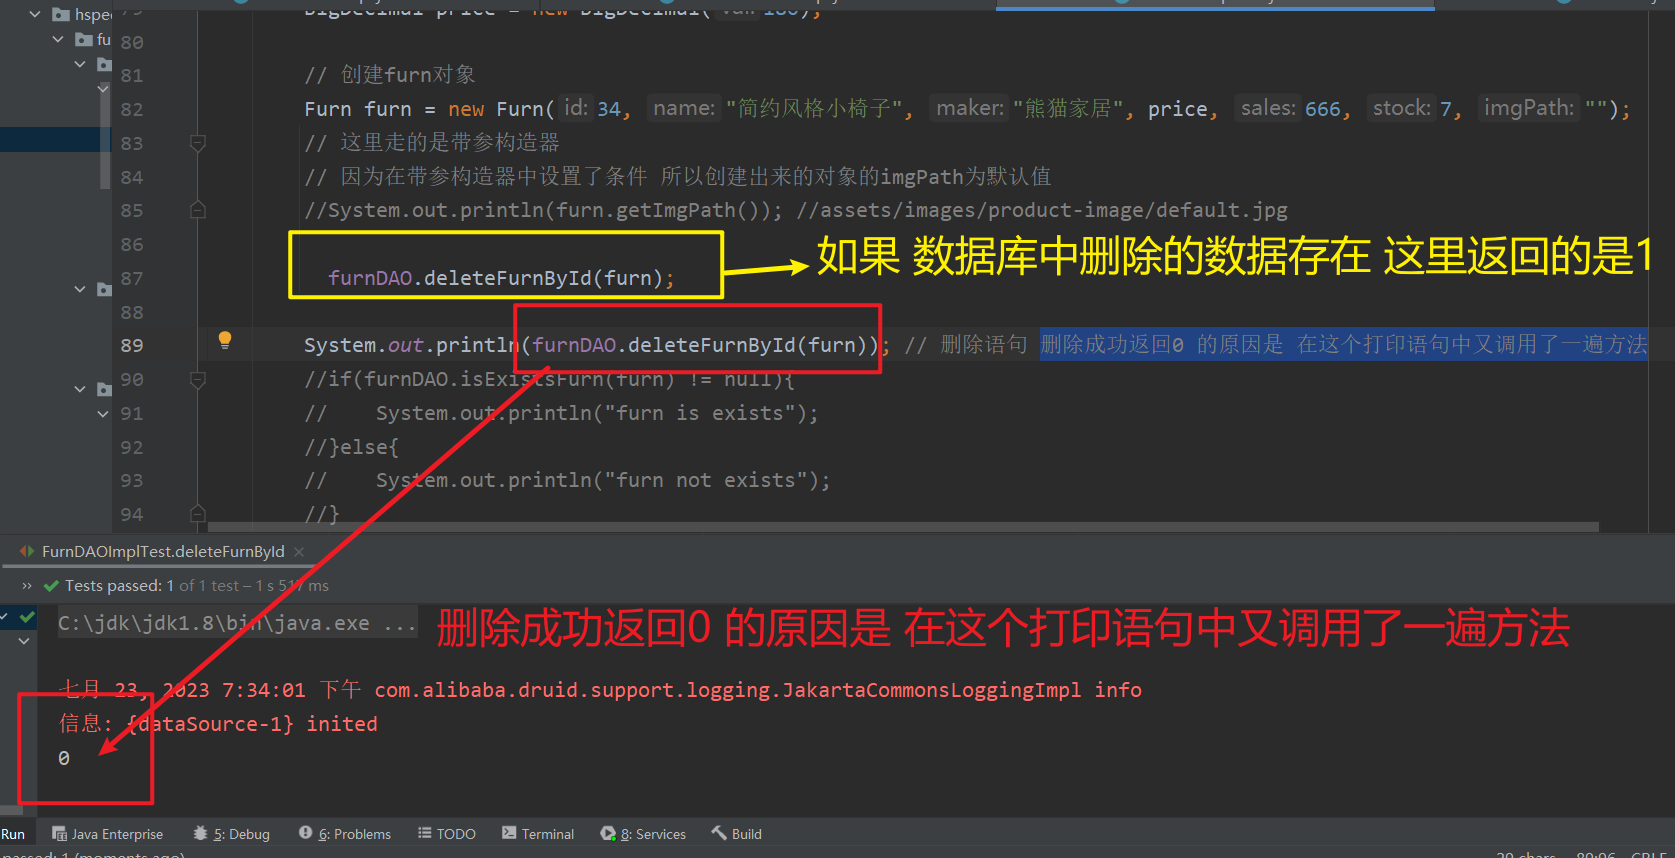 hspe
fu
BigDecimal price = new BigDecimal( val: 180);
80
81 // 创建furn对象
82 Furn furn = new Furn( id: 34, name: "简约风格小椅子", maker: "熊猫家居", price, sales: 666, stock: 7, imgPath: "");
83 // 这里走的是带参构造器
84 // 因为在带参构造器中设置了条件 所以创建出来的对象的imgPath为默认值
85 //System.out.println(furn.getImgPath()); //assets/images/product-image/default.jpg
86
如果 数据库中删除的数据存在 这里返回的是1
87 furnDAO.deleteFurnById(furn);
88
89 System.out.println(furnDAO.deleteFurnById(furn)); // 删除语句 删除成功返回0 的原因是 在这个打印语句中又调用了一遍方法
90 //if(furnDAO.isExistsFurn(furn) != null){
91 // System.out.println("furn is exists");
92 //}else{
93 // System.out.println("furn not exists");
94 //}
FurnDAOImplTest.deleteFurnById ×
» Tests passed: 1 of 1 test – 1 s 517 ms
C:\jdk\jdk1.8\bin\java.exe ...
删除成功返回0 的原因是 在这个打印语句中又调用了一遍方法
七月 23, 2023 7:34:01 下午 com.alibaba.druid.support.logging.JakartaCommonsLoggingImpl info
信息: {dataSource-1} inited
0
Run Java Enterprise 5: Debug 6: Problems TODO Terminal 8: Services Build
passed: 1 (moments ago)